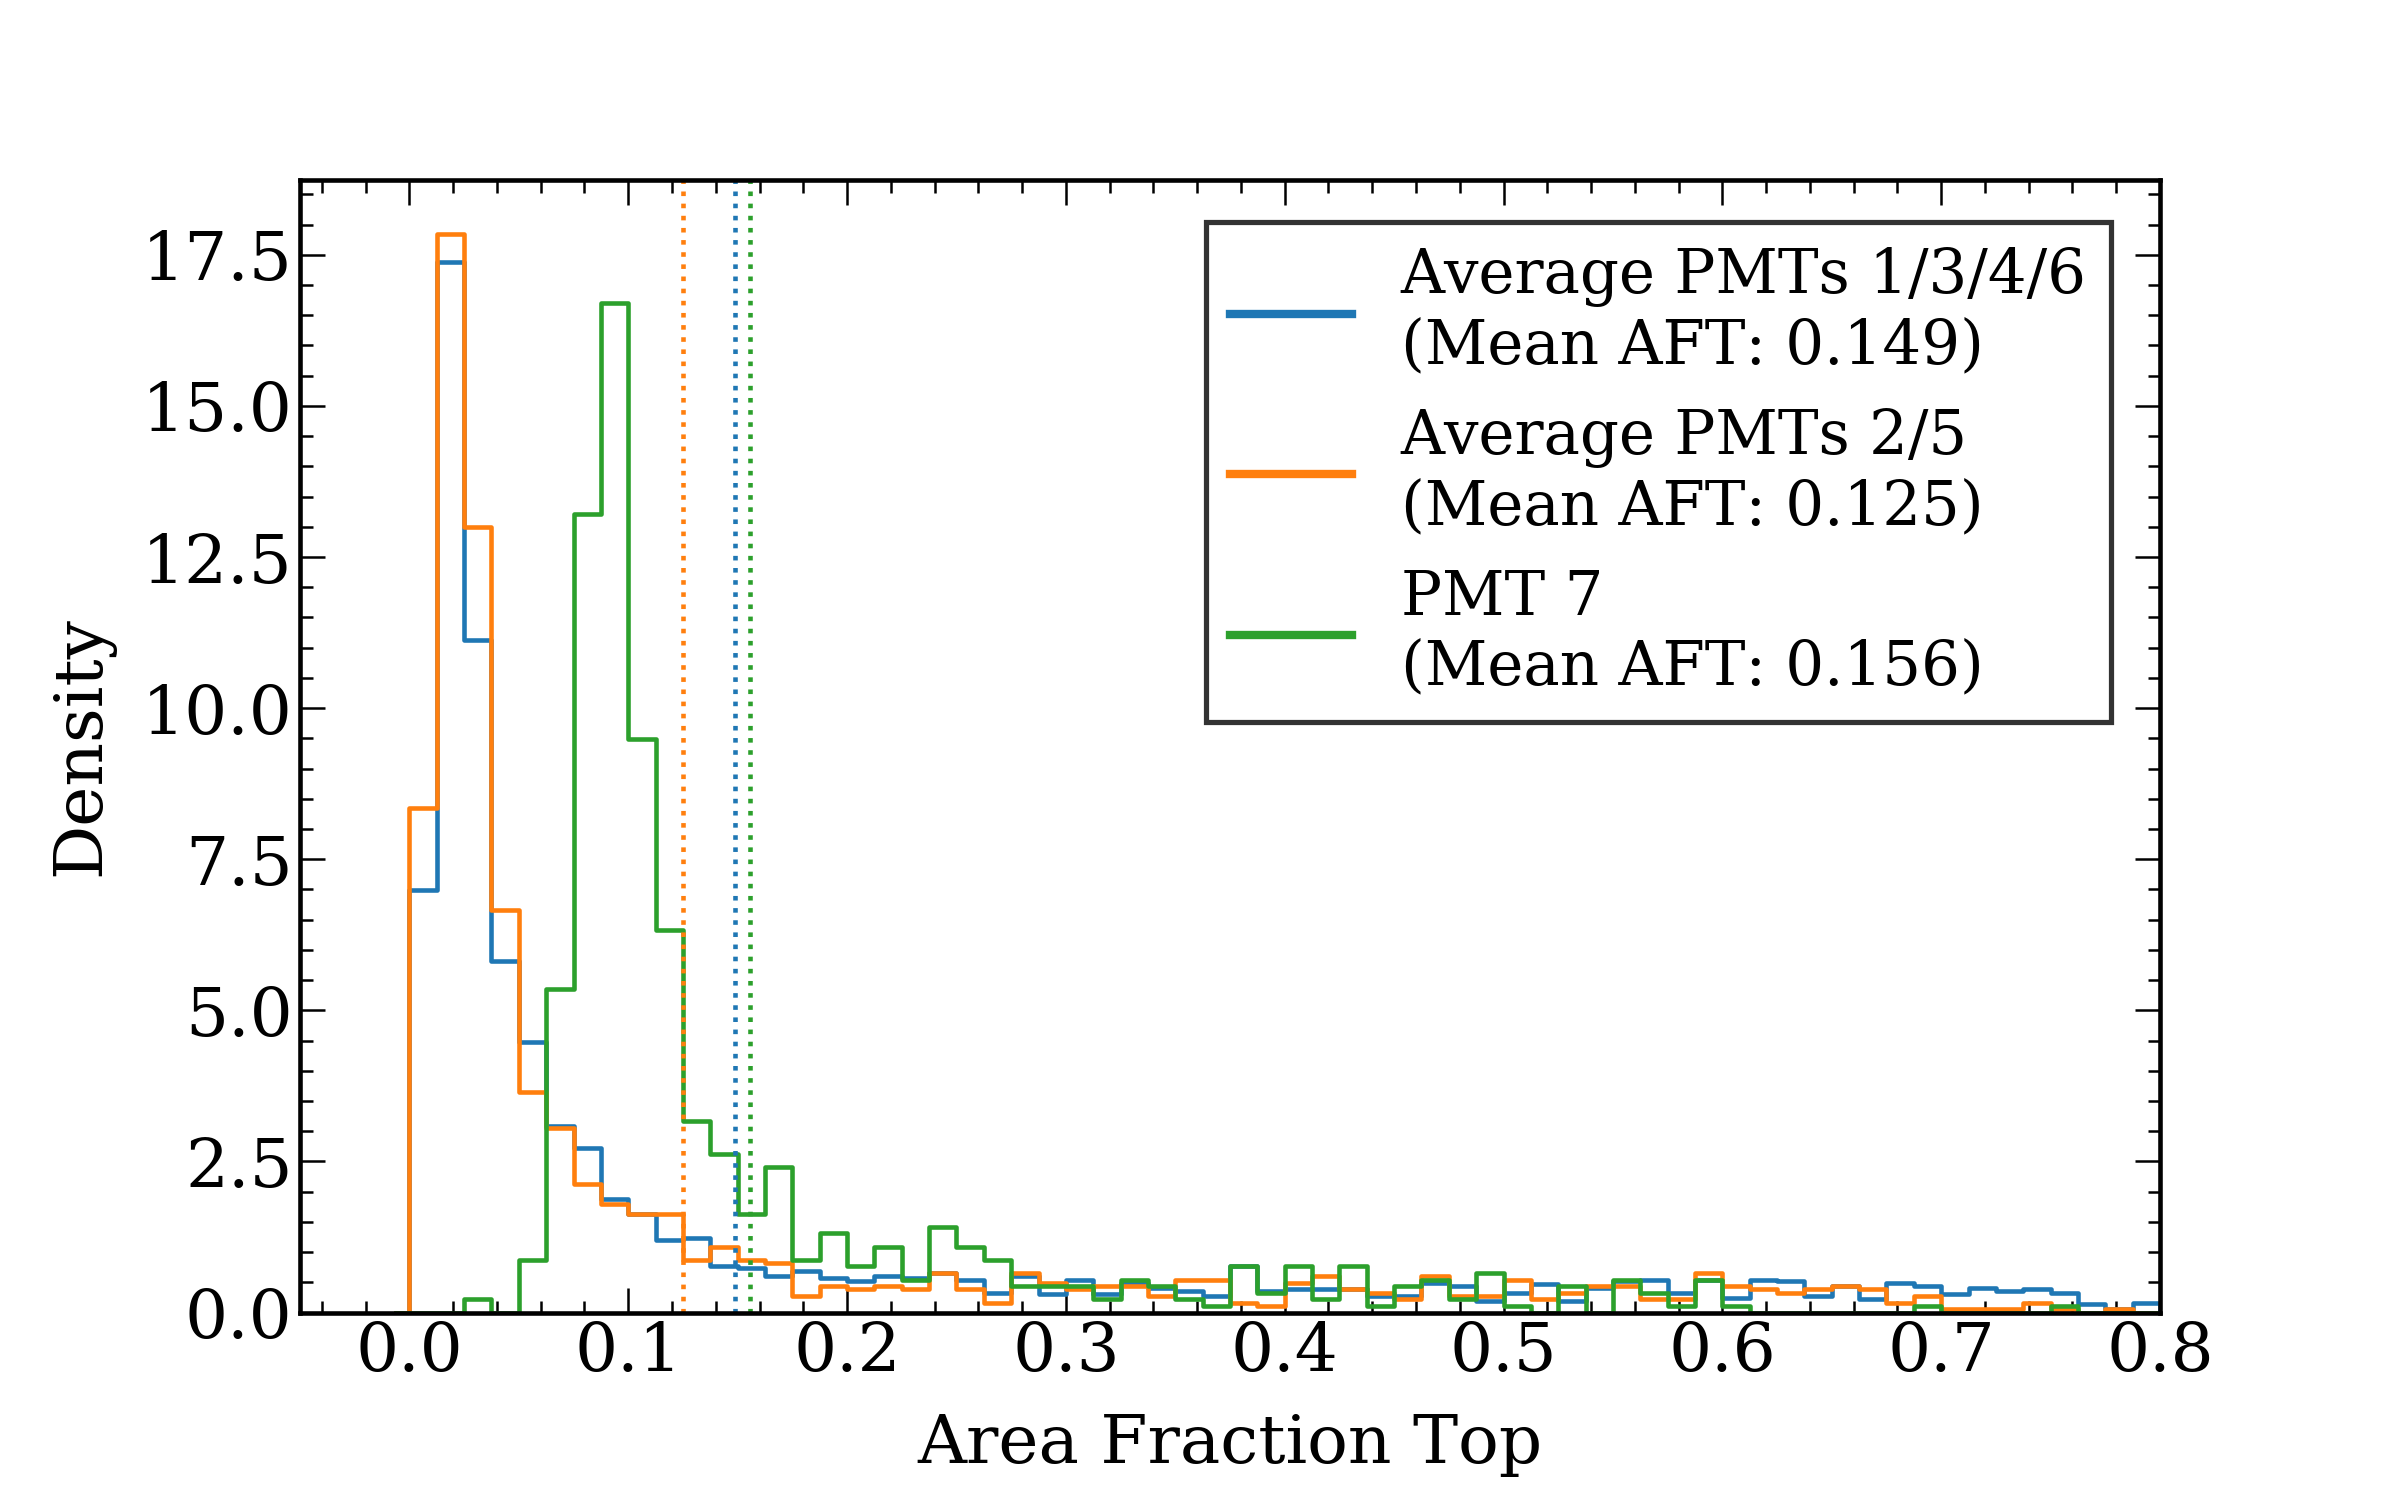 Average PMTs 1/3/4/6
(Mean AFT: 0.149)
Average PMTs 2/5
(Mean AFT: 0.125)
PMT 7
(Mean AFT: 0.156)
17.5
15.0
12.5
10.0
7.5
5.0
2.5
0.0
Density
0.0 0.1 0.2 0.3 0.4 0.5 0.6 0.7 0.8
Area Fraction Top